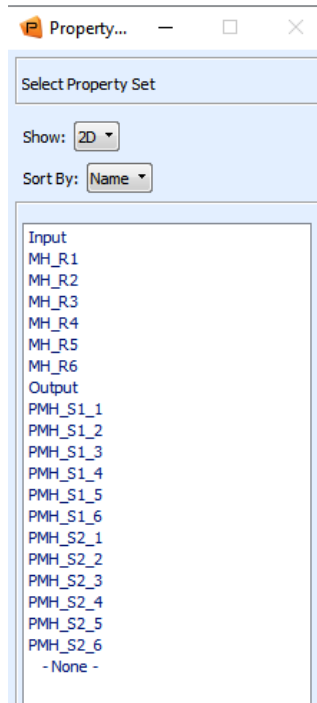 Property...
Select Property Set
Show: 2D
Sort By: Name
Input
MH_R1
MH_R2
MH_R3
MH_R4
MH_R5
MH_R6
Output
PMH_S1_1
PMH_S1_2
PMH_S1_3
PMH_S1_4
PMH_S1_5
PMH_S1_6
PMH_S2_1
PMH_S2_2
PMH_S2_3
PMH_S2_4
PMH_S2_5
PMH_S2_6
- None -